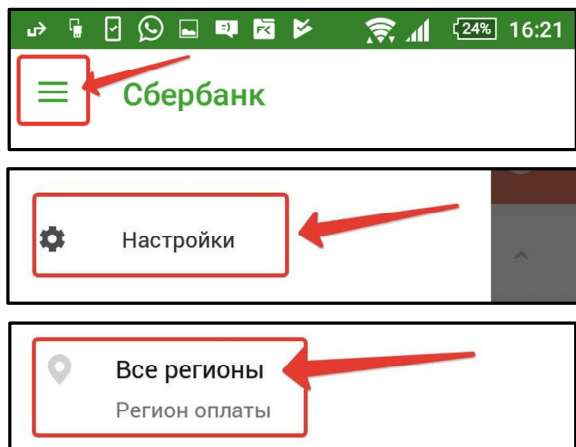 24% 16:21
Сбербанк
Настройки
Все регионы
Регион оплаты